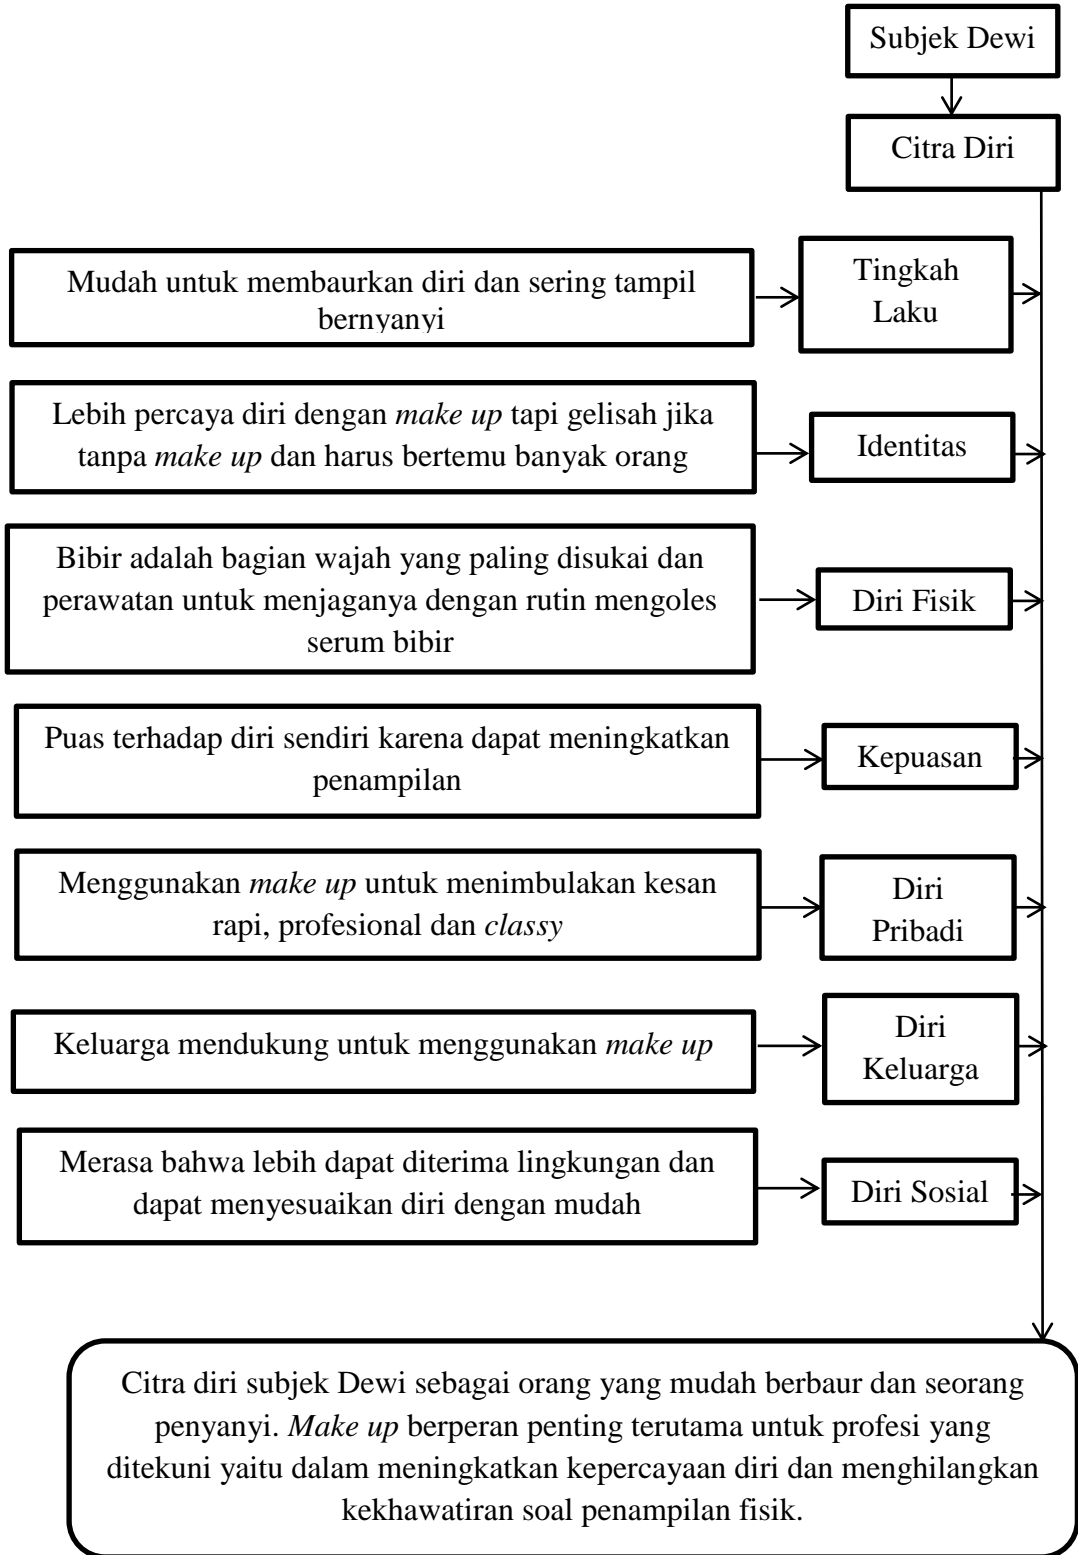 Subjek Dewi
Citra Diri
Mudah untuk membaurkan diri dan sering tampil
bernyanyi
Tingkah
Laku
Lebih percaya diri dengan make up tapi gelisah jika
tanpa make up dan harus bertemu banyak orang
Identitas
Bibir adalah bagian wajah yang paling disukai dan
perawatan untuk menjaganya dengan rutin mengoles
serum bibir
Diri Fisik
Puas terhadap diri sendiri karena dapat meningkatkan
penampilan
Kepuasan
Menggunakan make up untuk menimbulakan kesan
rapi, profesional dan classy
Diri
Pribadi
Keluarga mendukung untuk menggunakan make up
Diri
Keluarga
Merasa bahwa lebih dapat diterima lingkungan dan
dapat menyesuaikan diri dengan mudah
Diri Sosial
Citra diri subjek Dewi sebagai orang yang mudah berbaur dan seorang
penyanyi. Make up berperan penting terutama untuk profesi yang
ditekuni yaitu dalam meningkatkan kepercayaan diri dan menghilangkan
kekhawatiran soal penampilan fisik.